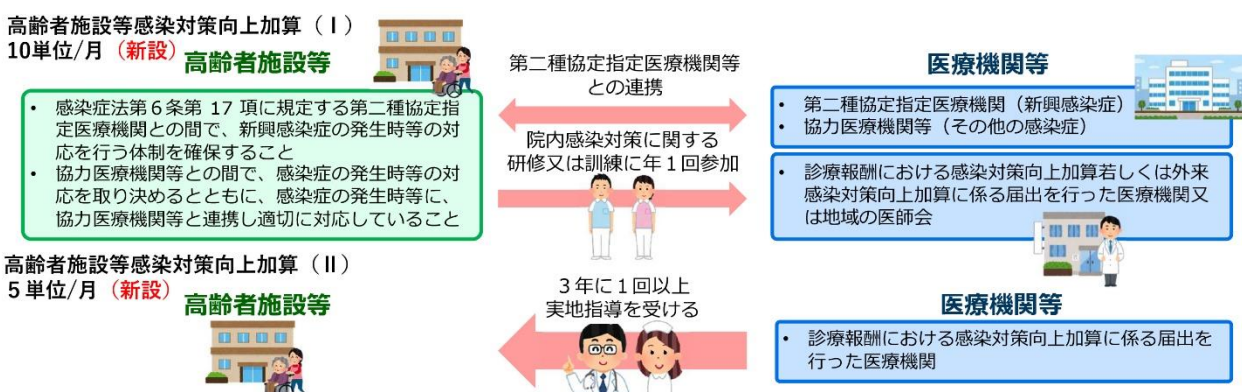 高齢者施設等感染対策向上加算(Ⅰ)
10単位/月(新設)
高齢者施設等
• 感染症法第6条第 17 項に規定する第二種協定指
定医療機関との間で、新興感染症の発生時等の対
応を行う体制を確保すること
• 協力医療機関等との間で、感染症の発生時等の対
応を取り決めるとともに、感染症の発生時等に、
協力医療機関等と連携し適切に対応していること
第二種協定指定医療機関等
との連携
院内感染対策に関する
研修又は訓練に年1回参加
医療機関等
• 第二種協定指定医療機関(新興感染症)
• 協力医療機関等(その他の感染症)
• 診療報酬における感染対策向上加算若しくは外来
感染対策向上加算に係る届出を行った医療機関又
は地域の医師会
高齢者施設等感染対策向上加算(Ⅱ)
5単位/月(新設)
高齢者施設等
3年に1回以上
実地指導を受ける
医療機関等
• 診療報酬における感染対策向上加算に係る届出を
行った医療機関